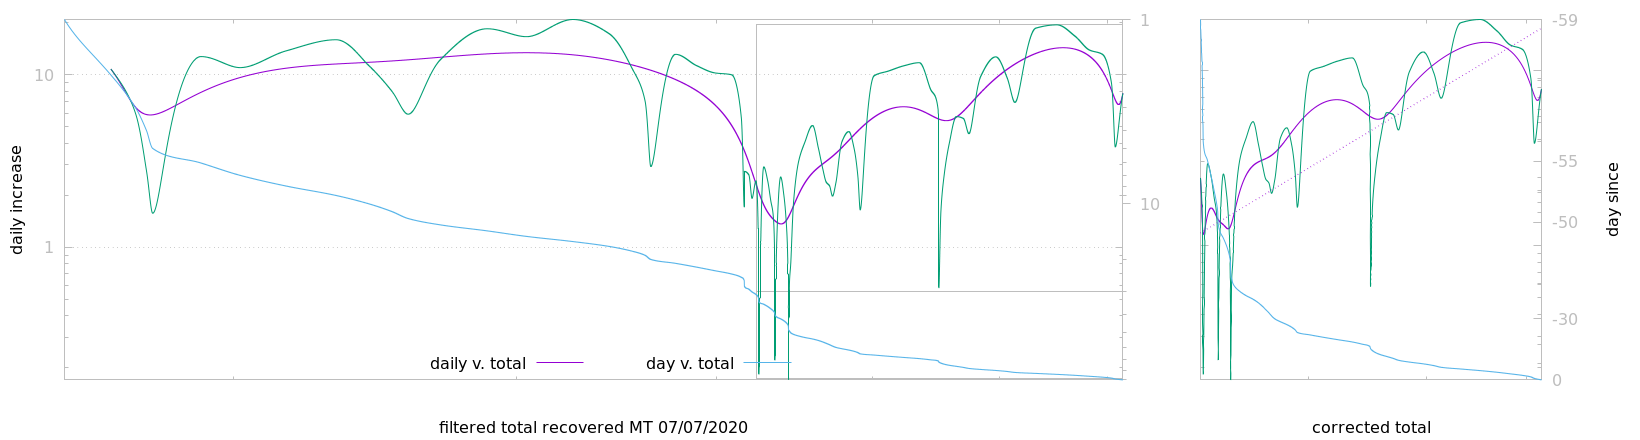 daily increase
10
1
daily v. total
day v. total
1
10
filtered total recovered MT 07/07/2020
-59
-55
-50
-30
0
day since
corrected total